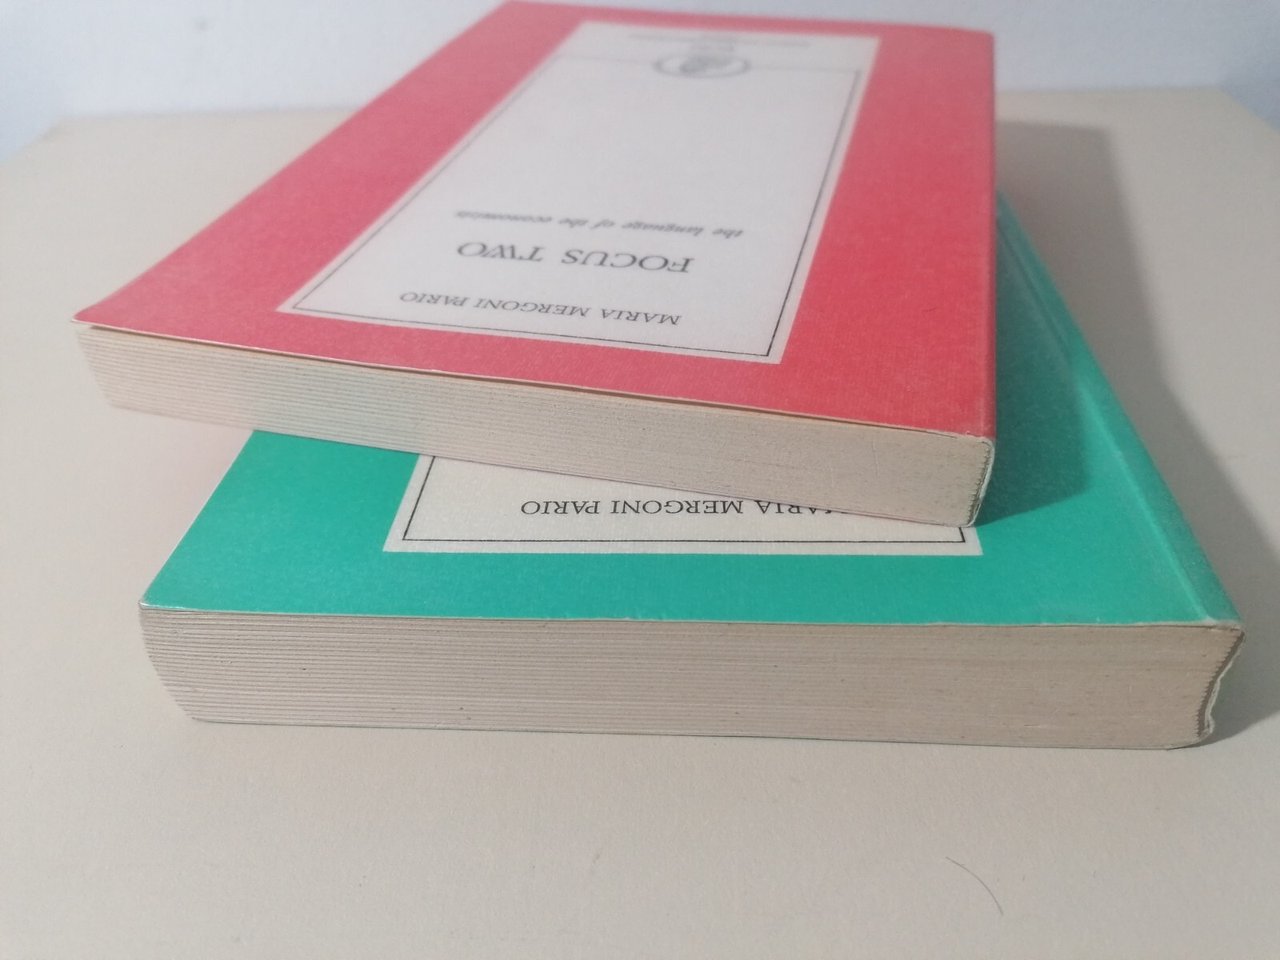 MARIA MERGONI PARIO
FOCUS TWO
the language of the economists
MARIA MERGONI PARIO